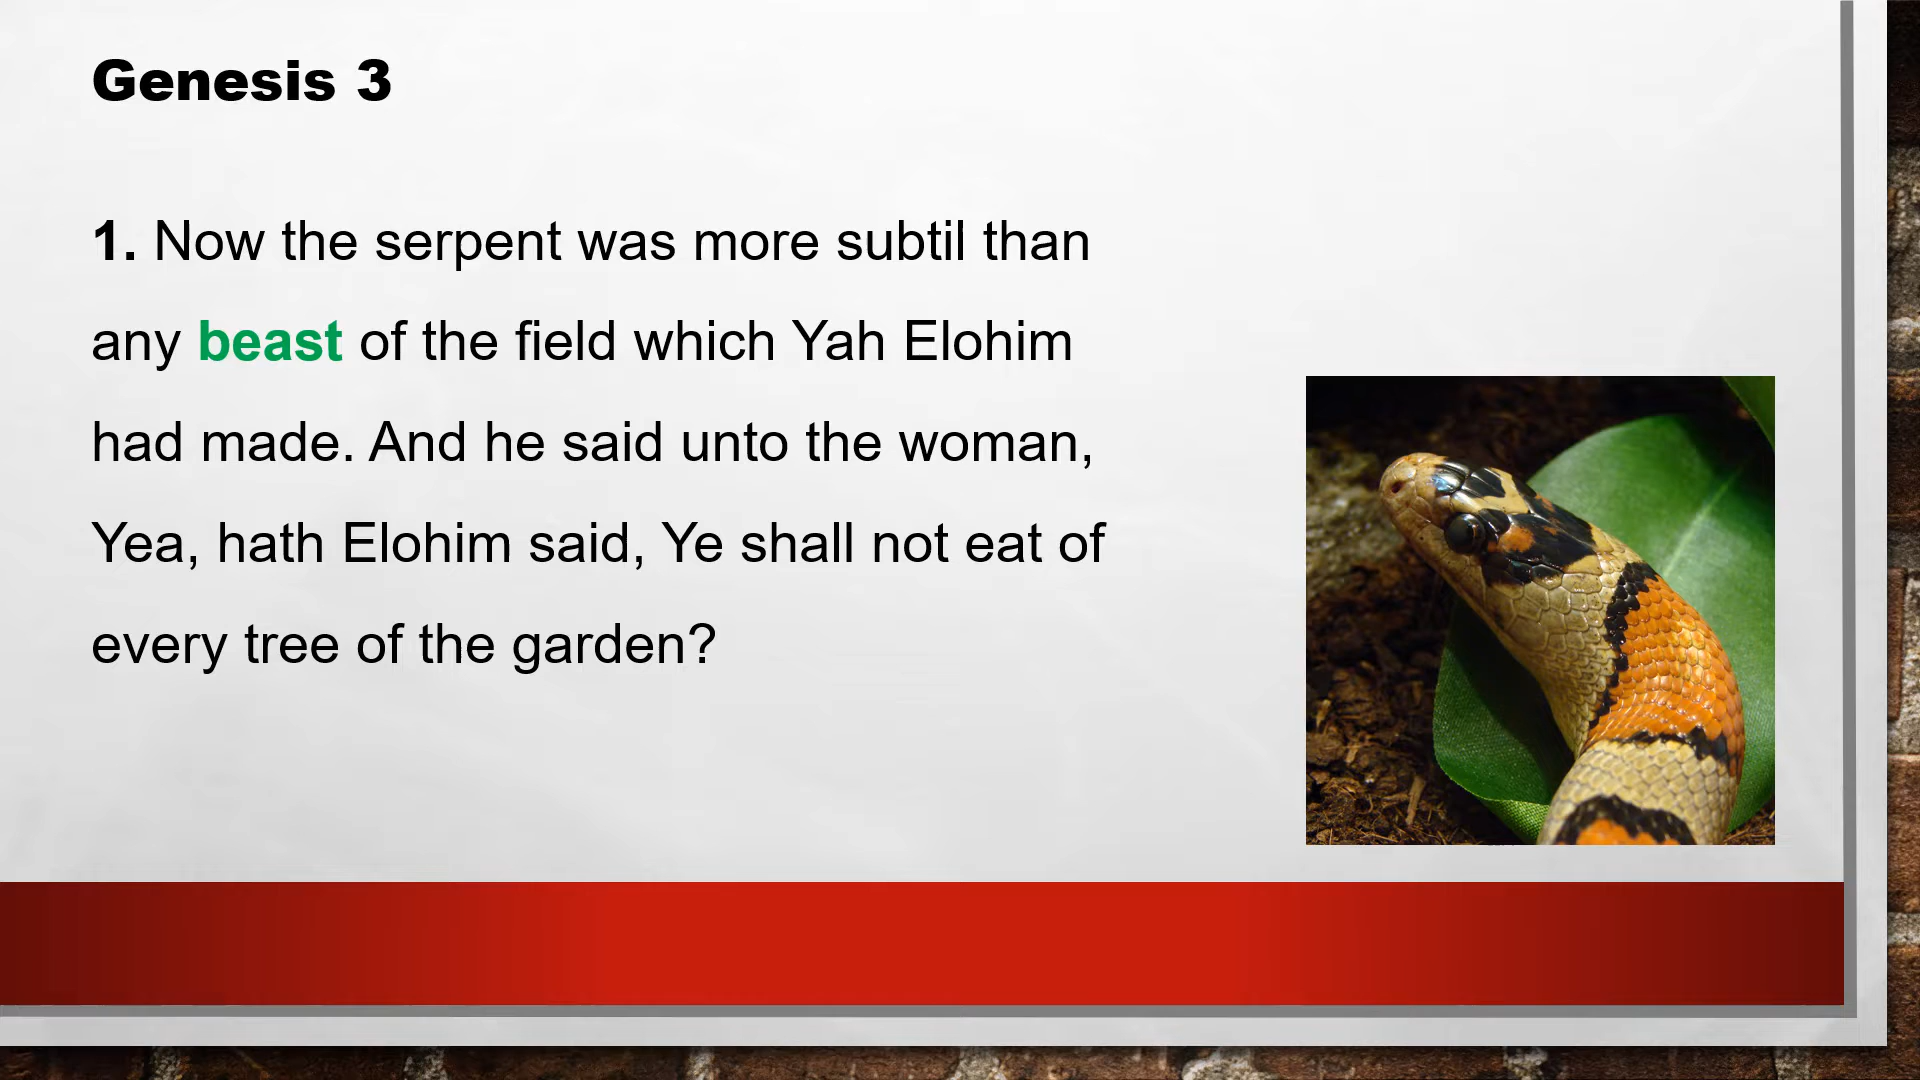 Genesis 3
1. Now the serpent was more subtil than
any beast of the field which Yah Elohim
had made. And he said unto the woman,
Yea, hath Elohim said, Ye shall not eat of
every tree of the garden?